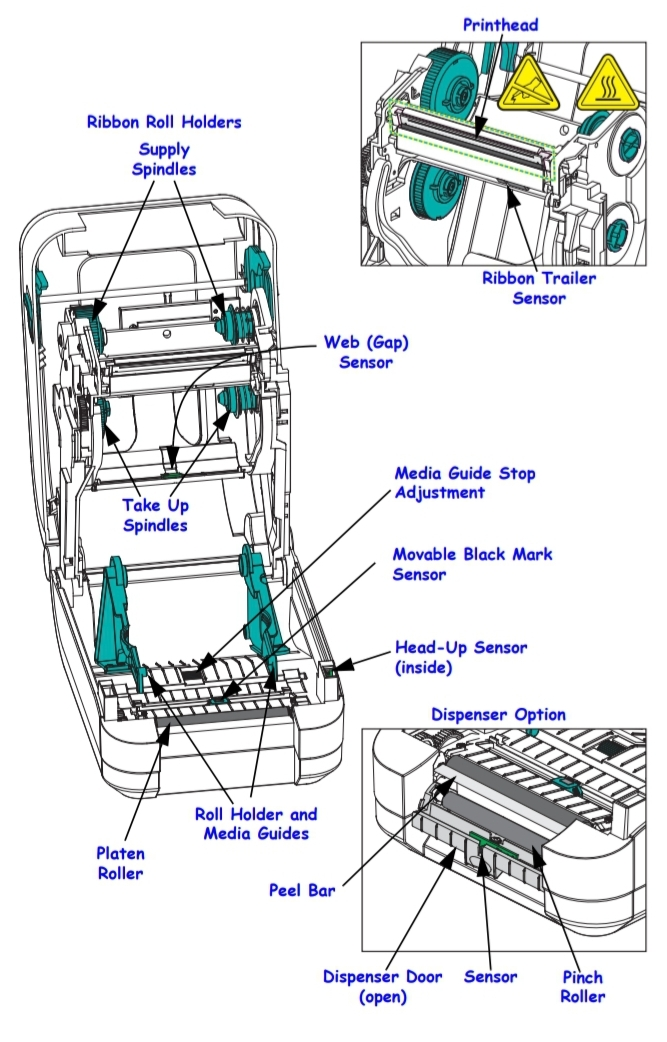 Printhead
Ribbon Roll Holders
Supply
Spindles
Ribbon Trailer
Sensor
Web (Gap)
Sensor
Media Guide Stop
Adjustment
Take Up
Spindles
Movable Black Mark
Sensor
Head-Up Sensor
(inside)
Dispenser Option
Roll Holder and
Media Guides
Platen
Roller
Peel Bar
Dispenser Door
(open)
Sensor
Pinch
Roller